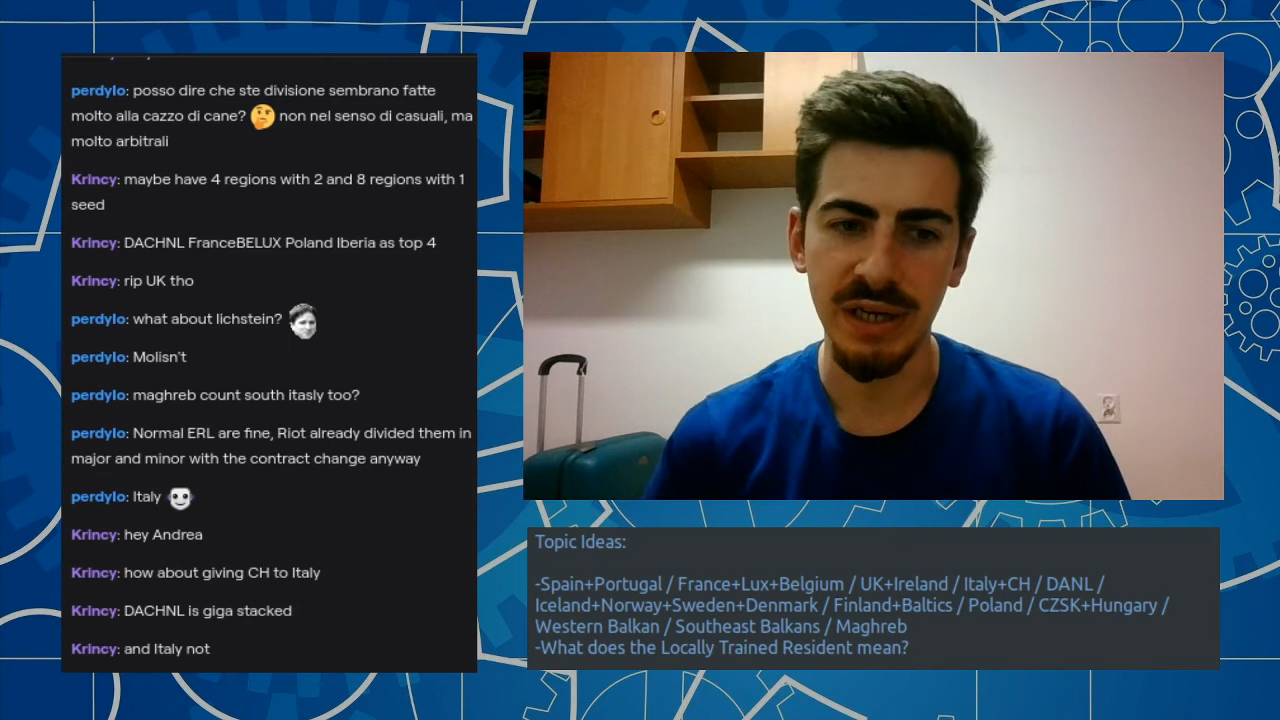 perdylo: posso dire che ste divisione sembrano fatte
molto alla cazzo di cane? 🤔 non nel senso di casuali, ma
molto arbitrali
Krincy: maybe have 4 regions with 2 and 8 regions with 1
seed
Krincy: DACHNL FranceBELUX Poland Iberia as top 4
Krincy: rip UK tho
perdylo: what about lichstein?
perdylo: Molisn't
perdylo: maghreb count south itasly too?
perdylo: Normal ERL are fine, Riot already divided them in
major and minor with the contract change anyway
perdylo: Italy
Krincy: hey Andrea
Krincy: how about giving CH to Italy
Krincy: DACHNL is giga stacked
Krincy: and Italy not
Topic Ideas:
-Spain+Portugal / France+Lux+Belgium / UK+Ireland / Italy+CH / DANL /
Iceland+Norway+Sweden+Denmark / Finland+Baltics / Poland / CZSK+Hungary /
Western Balkan / Southeast Balkans / Maghreb
-What does the Locally Trained Resident mean?